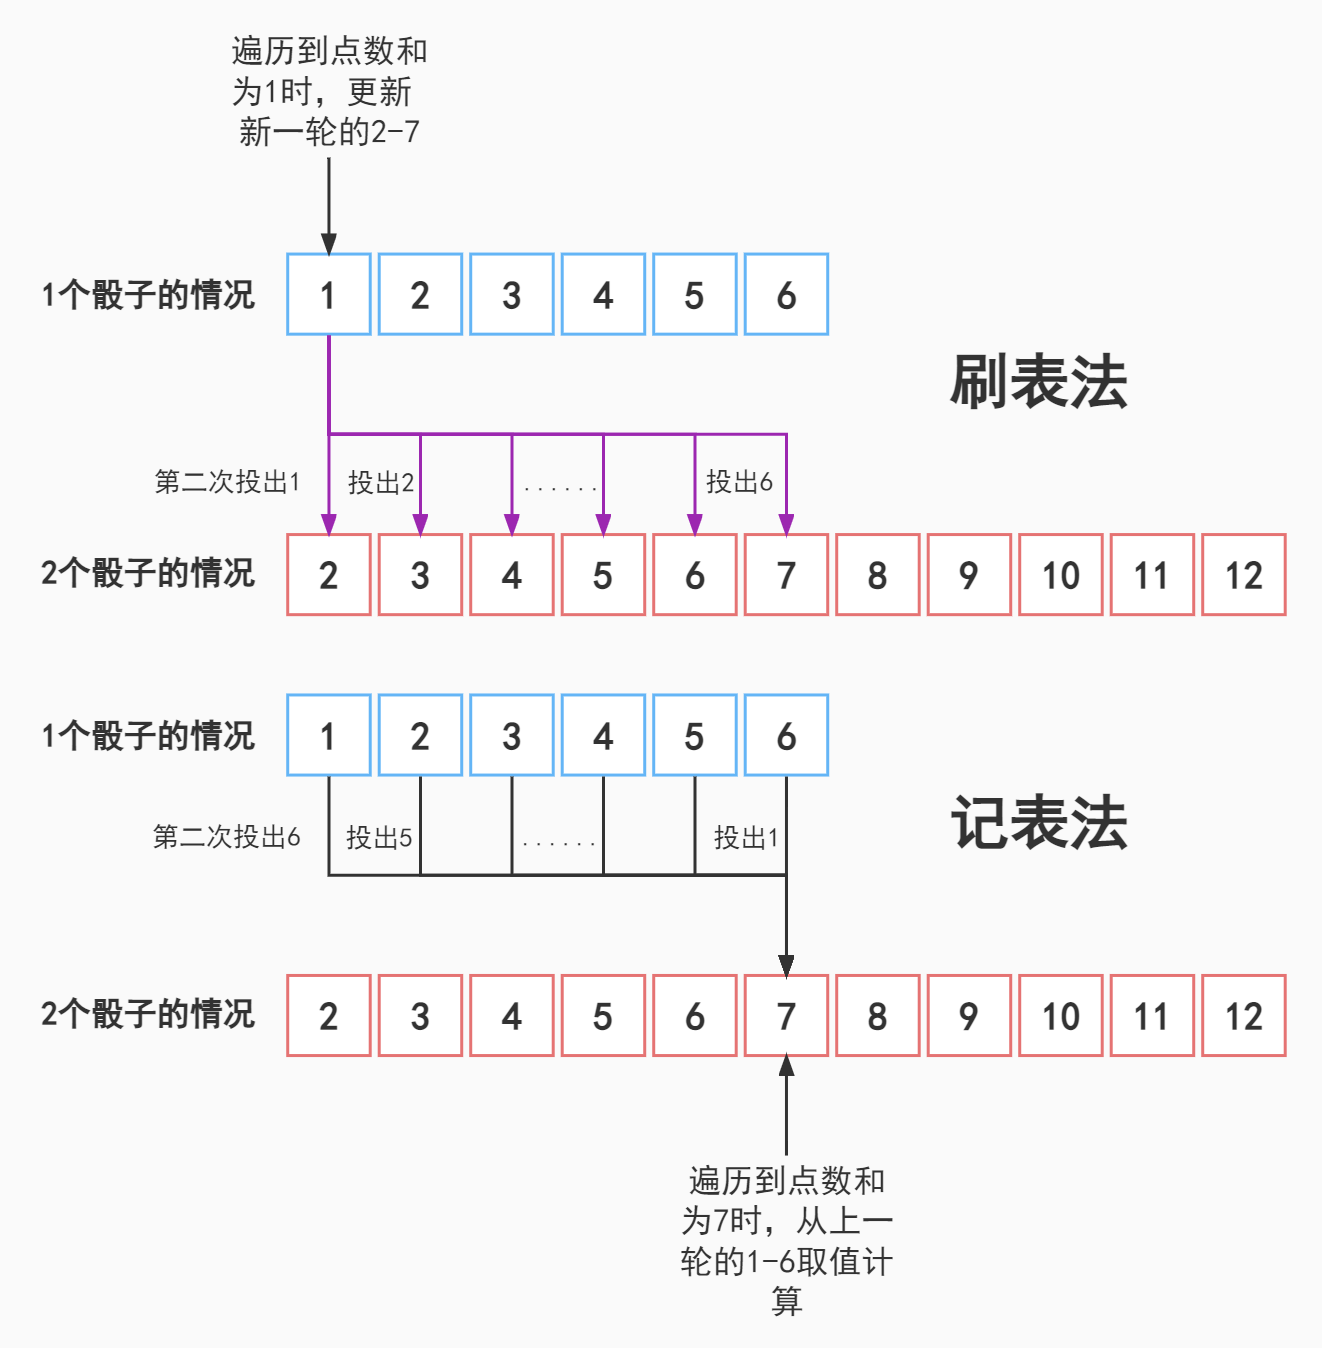 遍历到点数和
为1时，更新
新一轮的2-7
1个骰子的情况 1 2 3 4 5 6
刷表法
第二次投出1 投出2 ...... 投出6
2个骰子的情况 2 3 4 5 6 7 8 9 10 11 12
1个骰子的情况 1 2 3 4 5 6
记表法
第二次投出6 投出5 ...... 投出1
2个骰子的情况 2 3 4 5 6 7 8 9 10 11 12
遍历到点数和
为7时，从上一
轮的1-6取值计
算